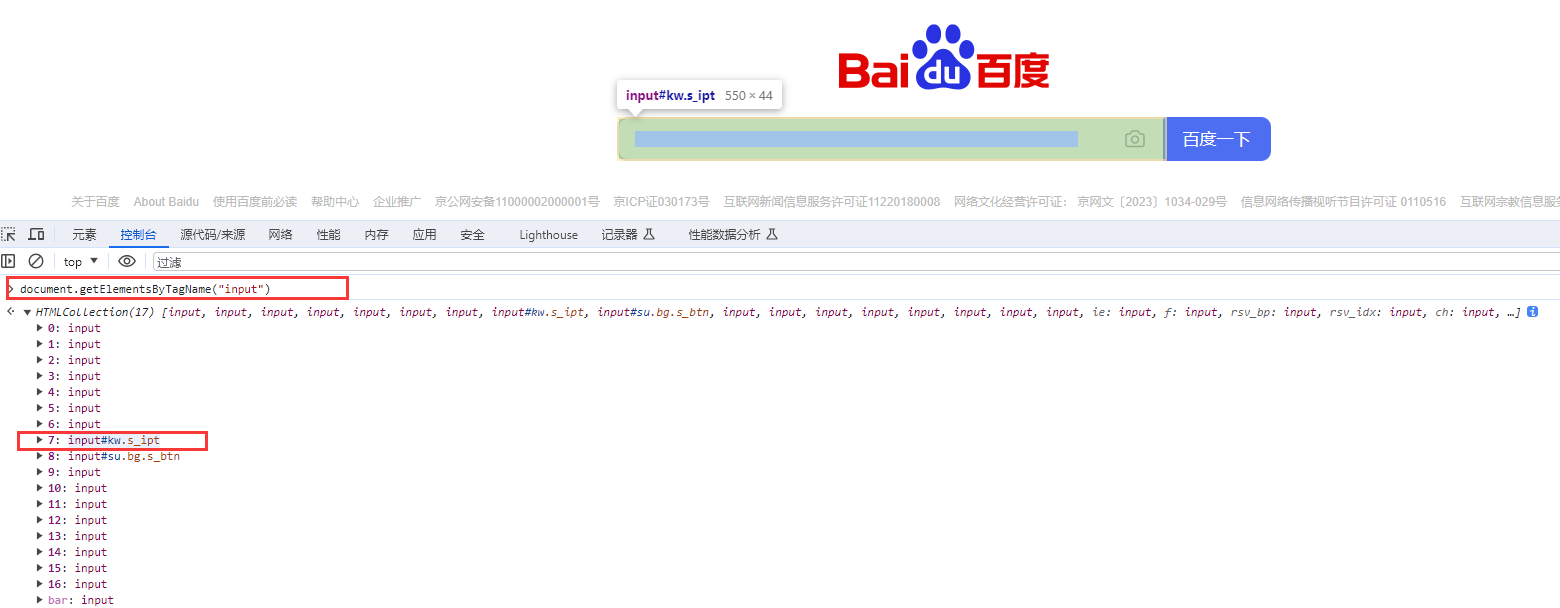 Baidu百度
input#kw.s_ipt 550 × 44
百度一下
关于百度 About Baidu 使用百度前必读 帮助中心 企业推广 京公网安备11000002000001号 京ICP证030173号 互联网新闻信息服务许可证11220180008 网络文化经营许可证： 京网文〔2023〕1034-029号 信息网络传播视听节目许可证 0110516 互联网宗教信息服务
元素 控制台 源代码/来源 网络 性能 内存 应用 安全 Lighthouse 记录器 性能数据分析
top 过滤
document.getElementsByTagName("input")
HTMLCollection(17) [input, input, input, input, input, input, input, input#kw.s_ipt, input#su.bg.s_btn, input, input, input, input, input, input, input, input, ie: input, f: input, rsv_bp: input, rsv_idx: input, ch: input, …]
0: input
1: input
2: input
3: input
4: input
5: input
6: input
7: input#kw.s_ipt
8: input#su.bg.s_btn
9: input
10: input
11: input
12: input
13: input
14: input
15: input
16: input
bar: input